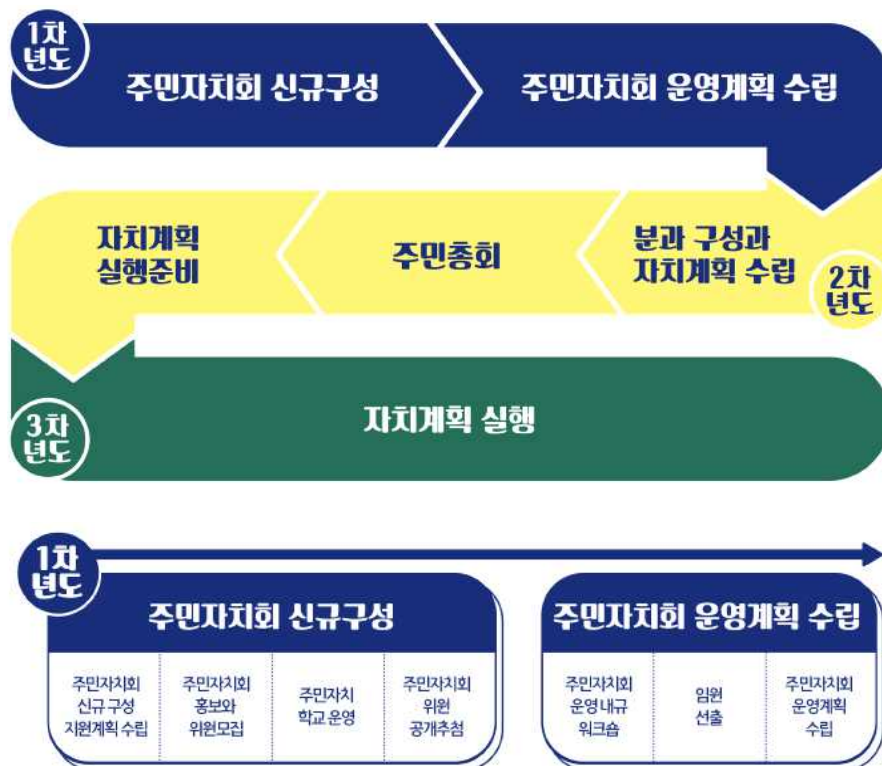 1차
년도
주민자치회 신규구성
주민자치회 운영계획 수립
분과 구성과
자치계획 수립
2차
년도
주민총회
자치계획
실행준비
3차
년도
자치계획 실행
1차
년도
주민자치회 신규구성
주민자치회
신규 구성
지원계획 수립
주민자치회
홍보와
위원모집
주민자치
학교 운영
주민자치회
위원
공개추첨
주민자치회 운영계획 수립
주민자치회
운영 내규
워크숍
임원
선출
주민자치회
운영계획
수립